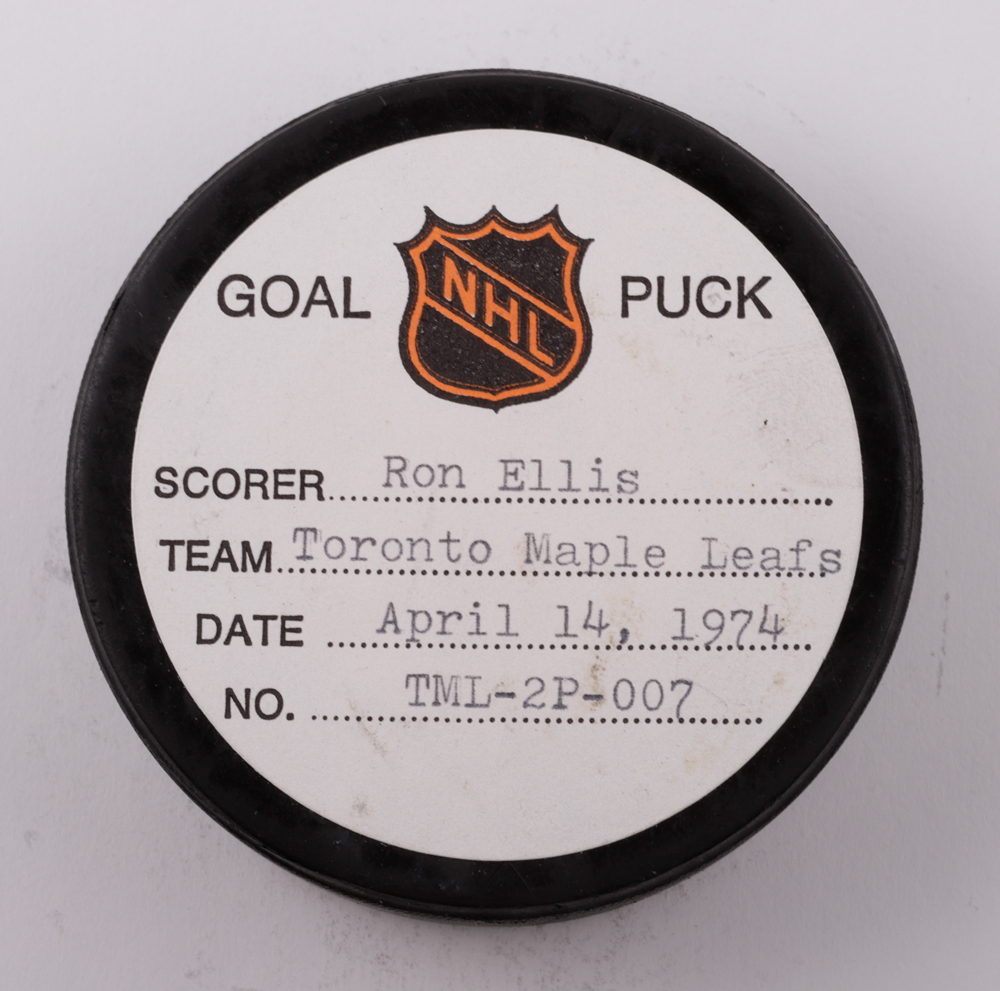 GOAL NHL PUCK
SCORER Ron Ellis
TEAM Toronto Maple Leafs
DATE April 14, 1974
NO. TML-2P-007